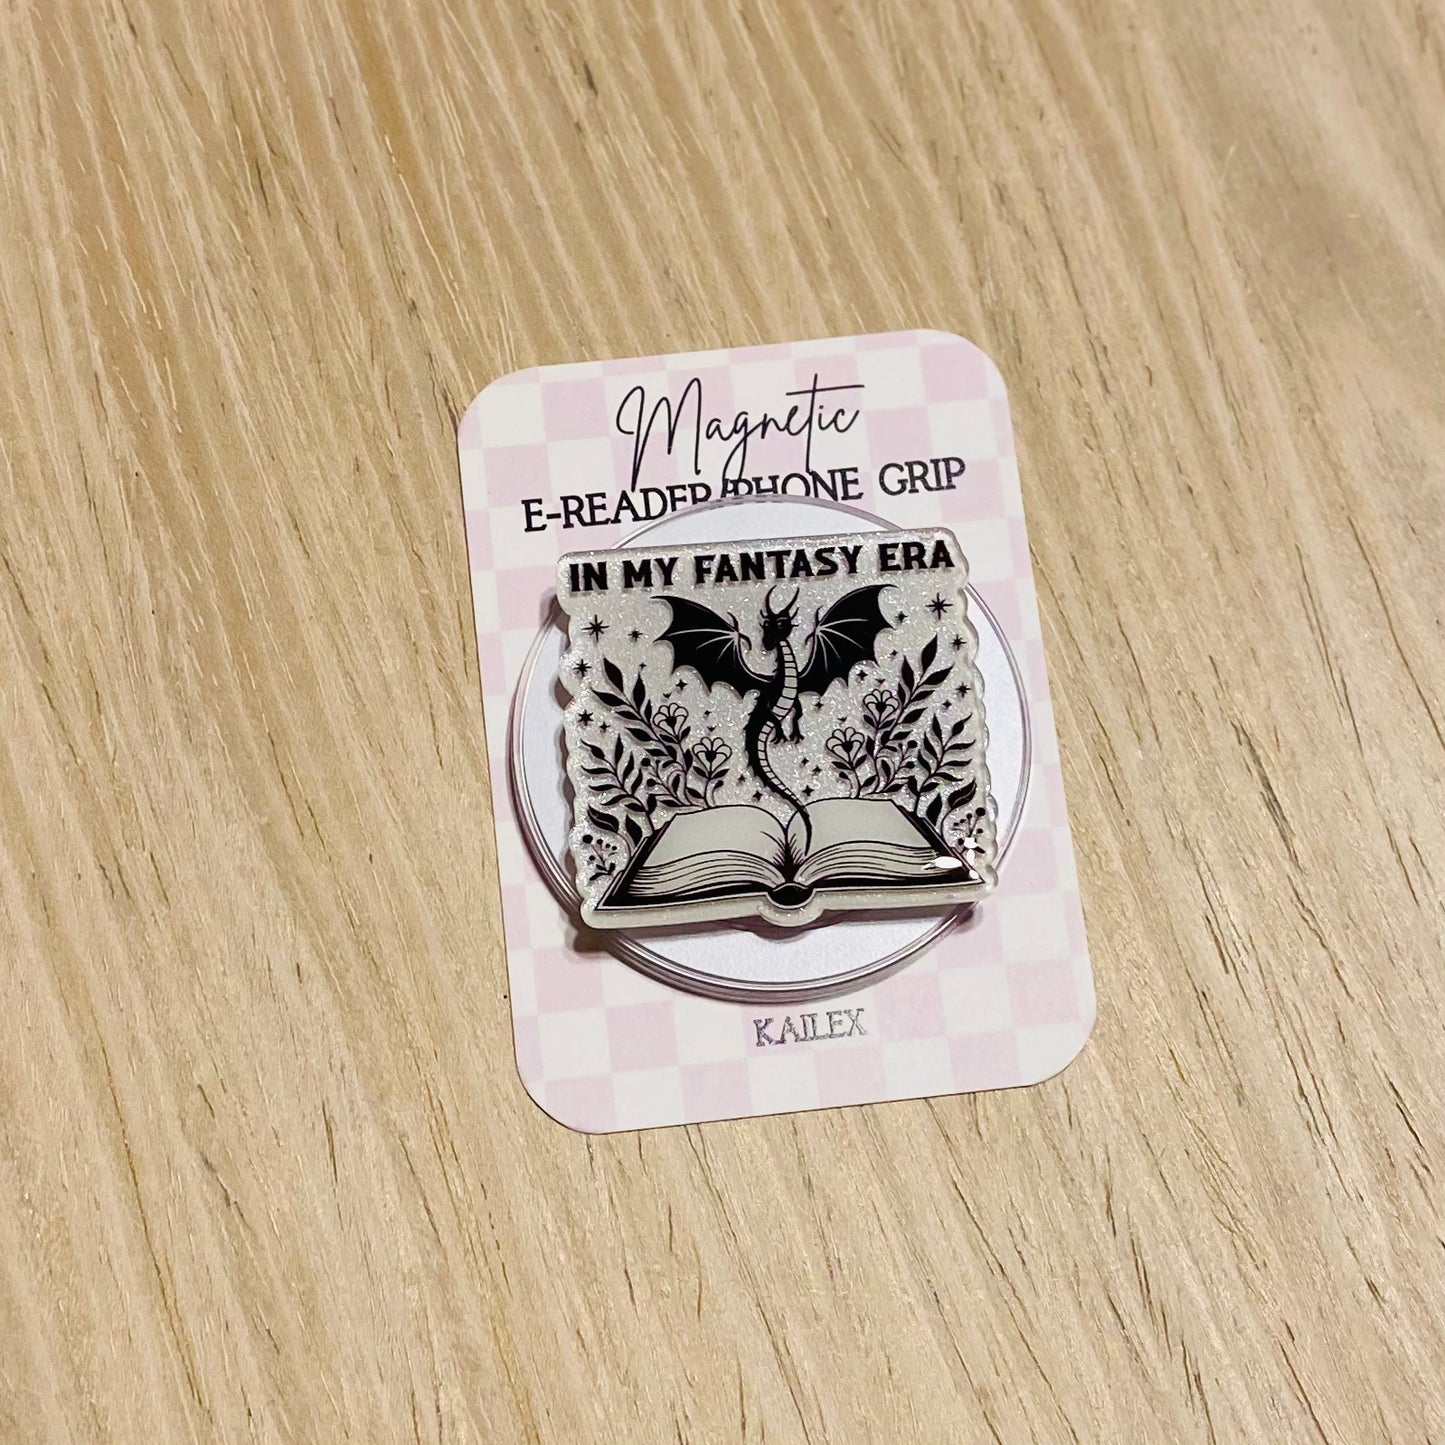 Magnetic
E-READER/PHONE GRIP
IN MY FANTASY ERA
KAILEX